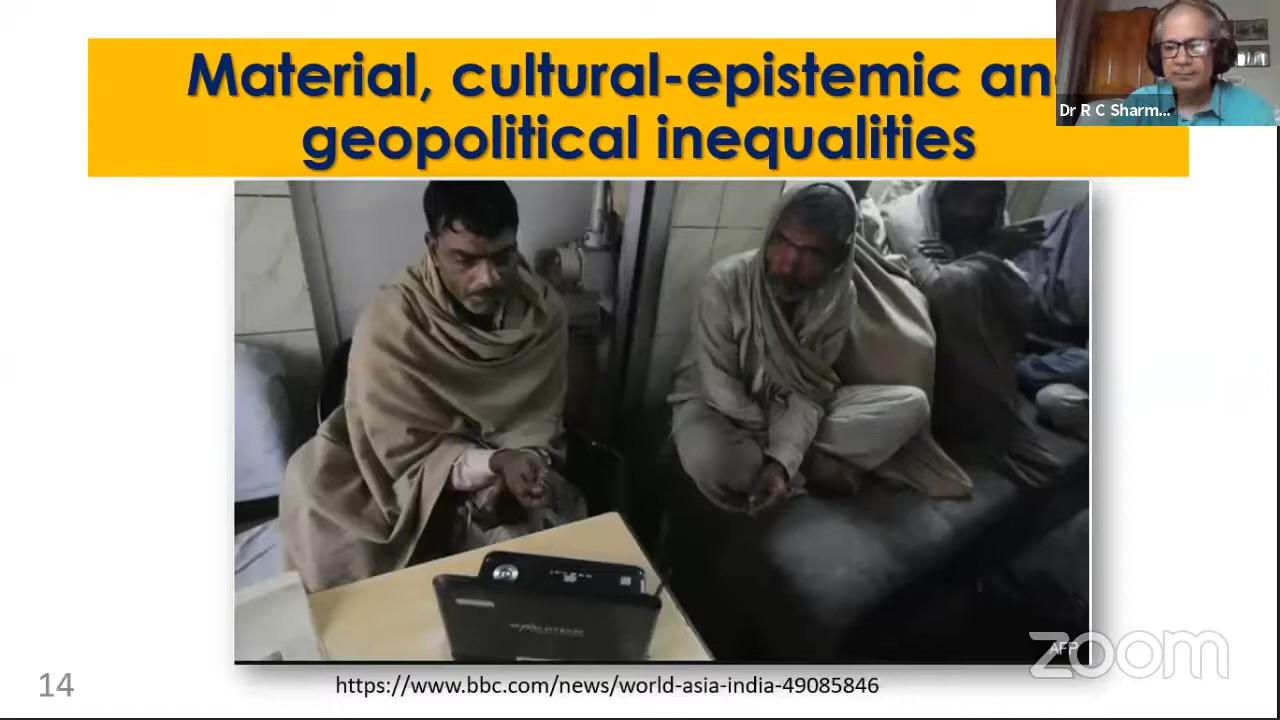 Material, cultural-epistemic an
geopolitical inequalities
Dr R C Sharm...
AFP
zoom
14
https://www.bbc.com/news/world-asia-india-49085846